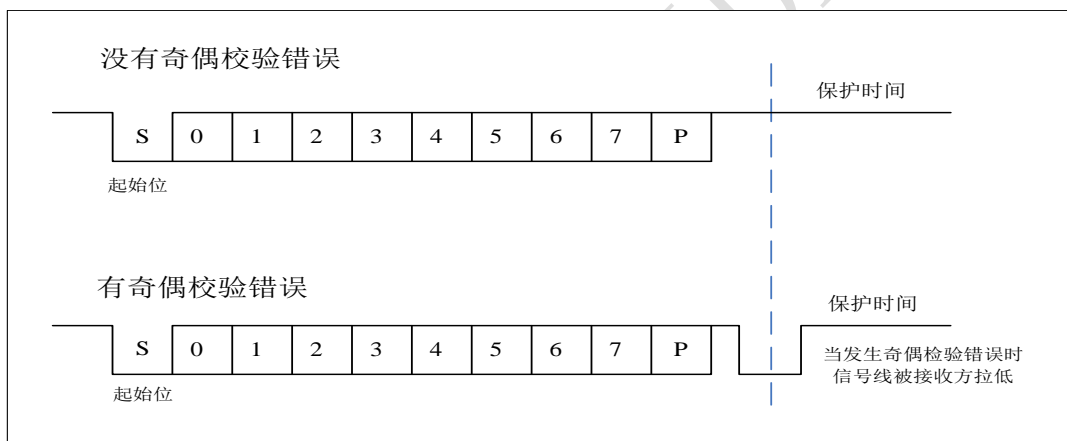 没有奇偶校验错误
保护时间
S 0 1 2 3 4 5 6 7 P
起始位
有奇偶校验错误
保护时间
S 0 1 2 3 4 5 6 7 P
当发生奇偶检验错误时
信号线被接收方拉低
起始位